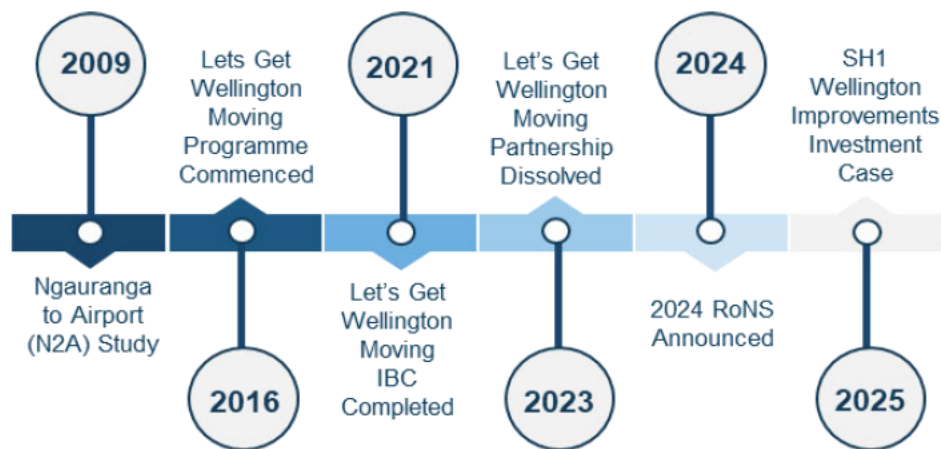 2009
Ngauranga
to Airport
(N2A) Study
Lets Get
Wellington
Moving
Programme
Commenced
2016
2021
Let's Get
Wellington
Moving
IBC
Completed
Let's Get
Wellington
Moving
Partnership
Dissolved
2023
2024
2024 RoNS
Announced
SH1
Wellington
Improvements
Investment
Case
2025